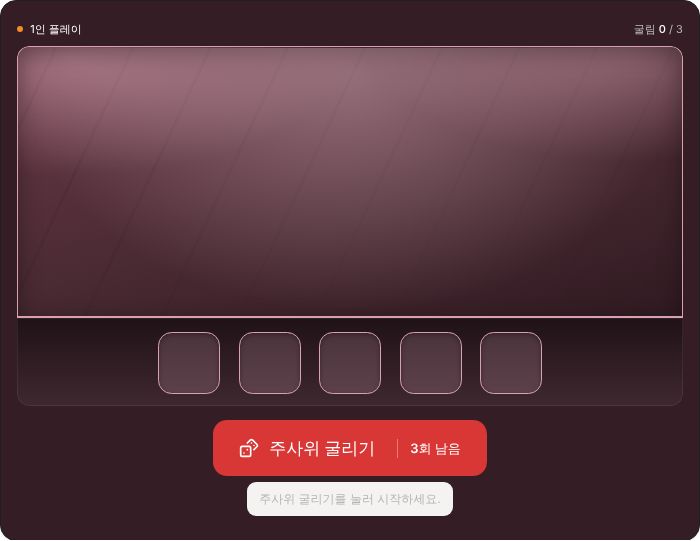 1인 플레이
굴림 0 / 3
주사위 굴리기
3회 남음
주사위 굴리기를 눌러 시작하세요.